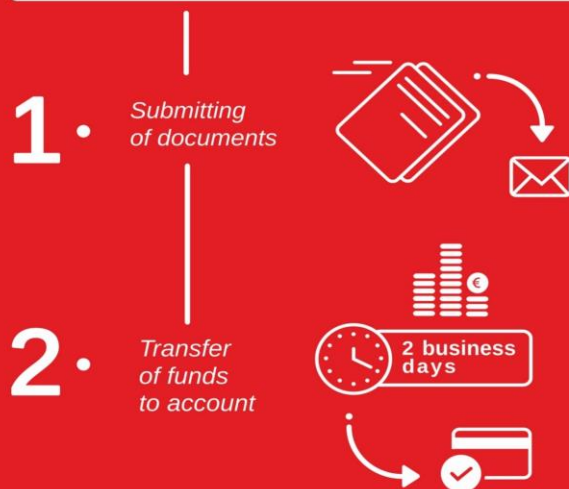 1.
Submitting
of documents
€
2.
Transfer
of funds
to account
2 business
days